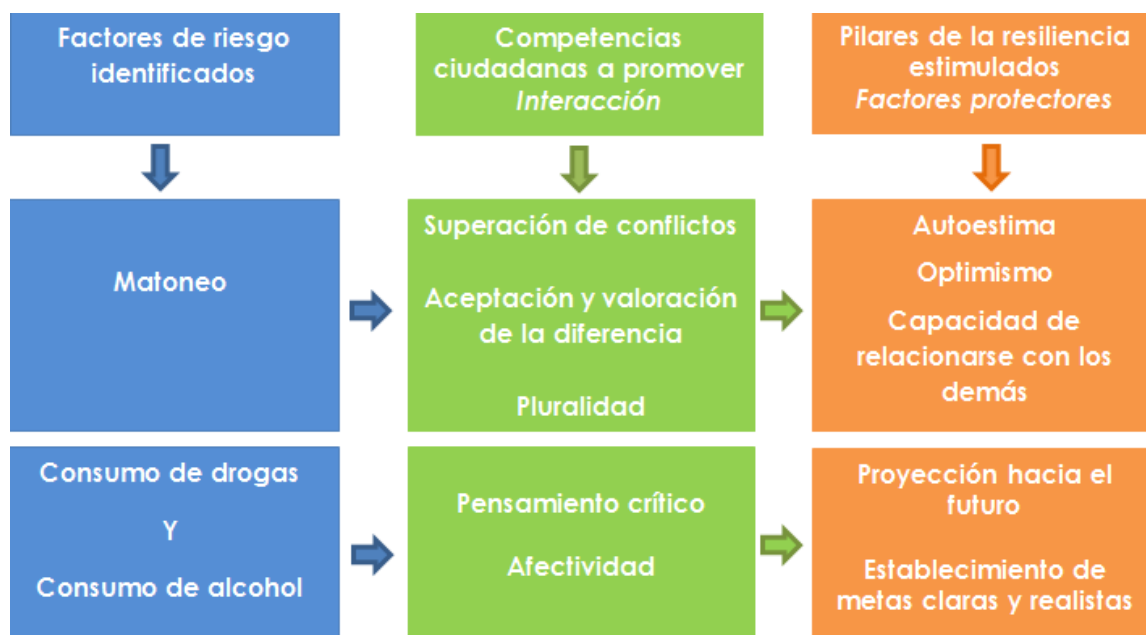 Factores de riesgo
identificados
Competencias
ciudadanas a promover
Interacción
Pilares de la resiliencia
estimulados
Factores protectores
Matoneo
Superación de conflictos
Aceptación y valoración
de la diferencia
Pluralidad
Autoestima
Optimismo
Capacidad de
relacionarse con los
demás
Consumo de drogas
Y
Consumo de alcohol
Pensamiento crítico
Afectividad
Proyección hacia el
futuro
Establecimiento de
metas claras y realistas